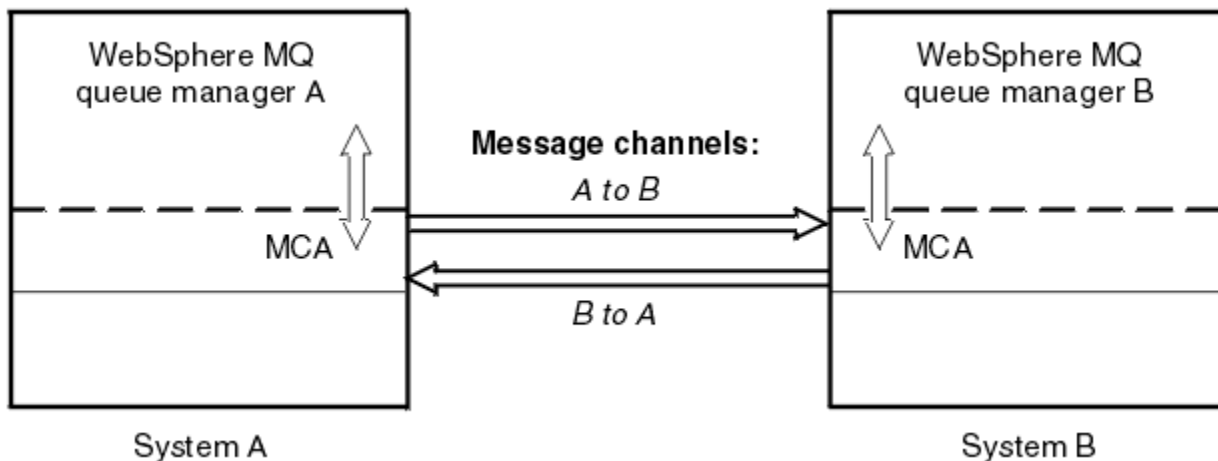 WebSphere MQ
queue manager A
WebSphere MQ
queue manager B
Message channels:
A to B
MCA
MCA
B to A
System A
System B